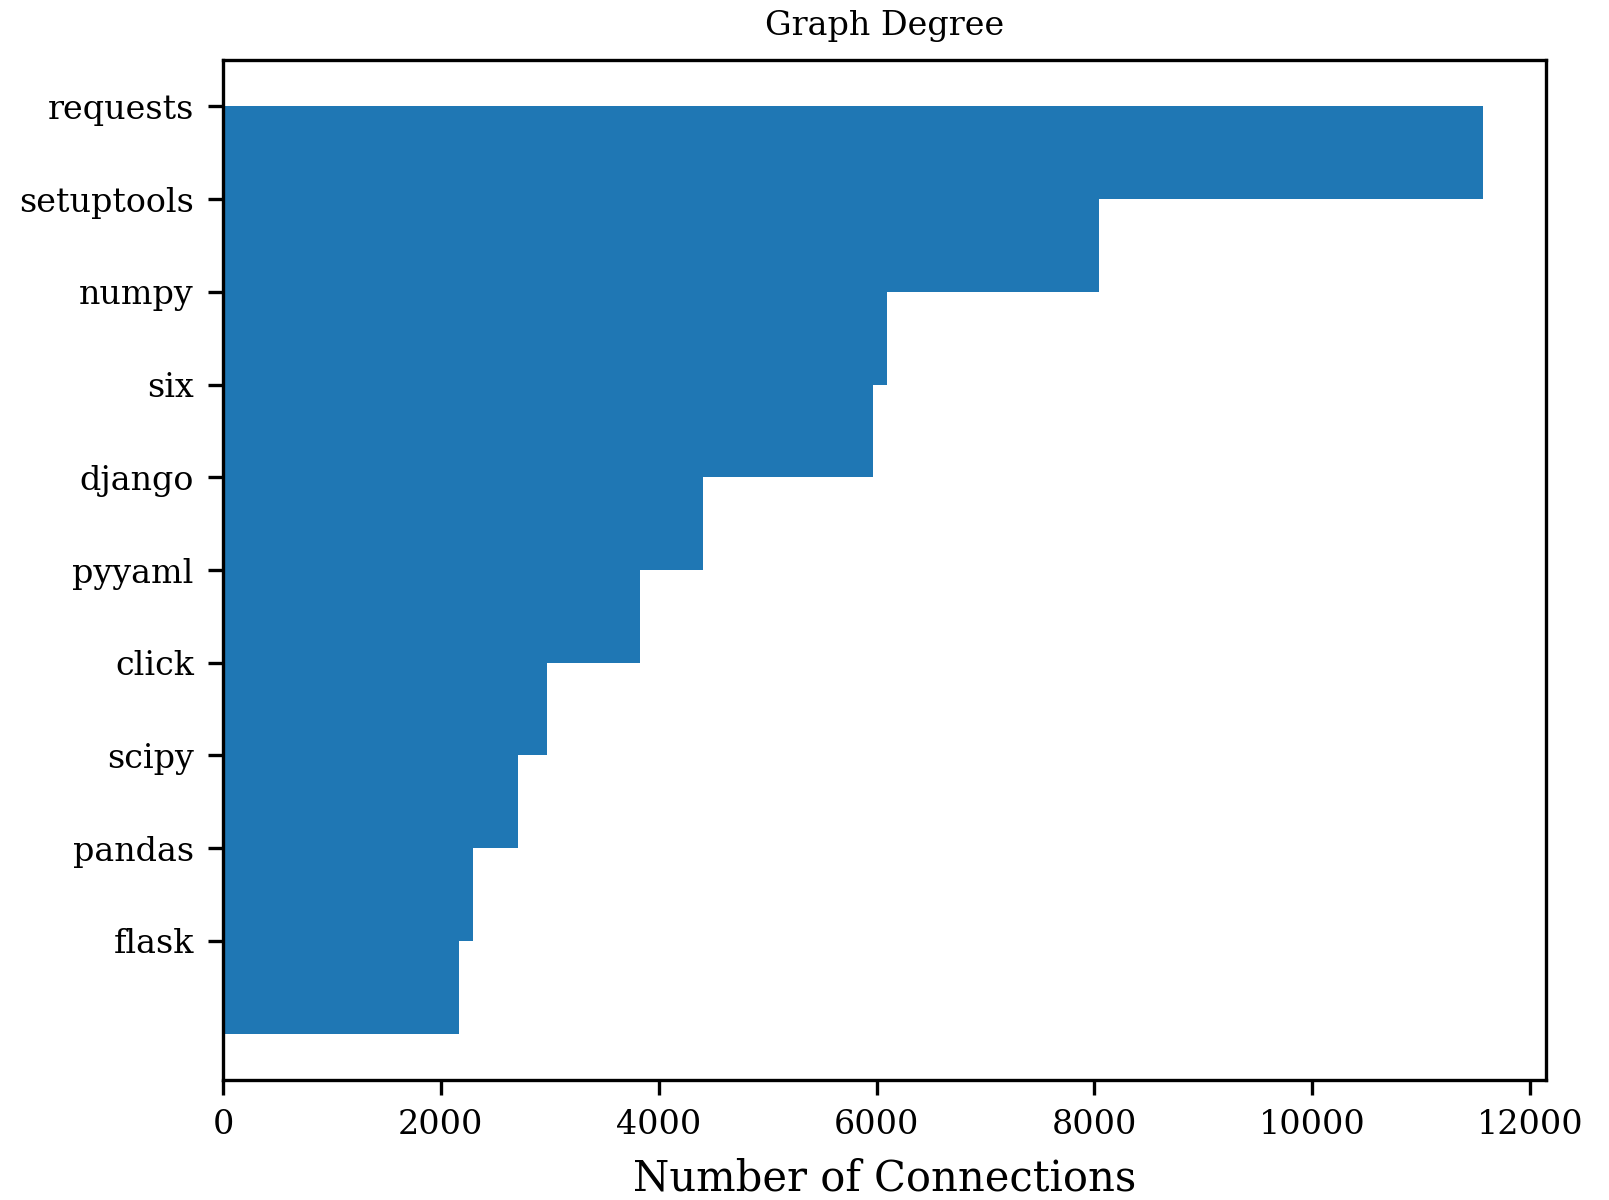 Graph Degree
requests
setuptools
numpy
six
django
pyyaml
click
scipy
pandas
flask
0 2000 4000 6000 8000 10000 12000
Number of Connections